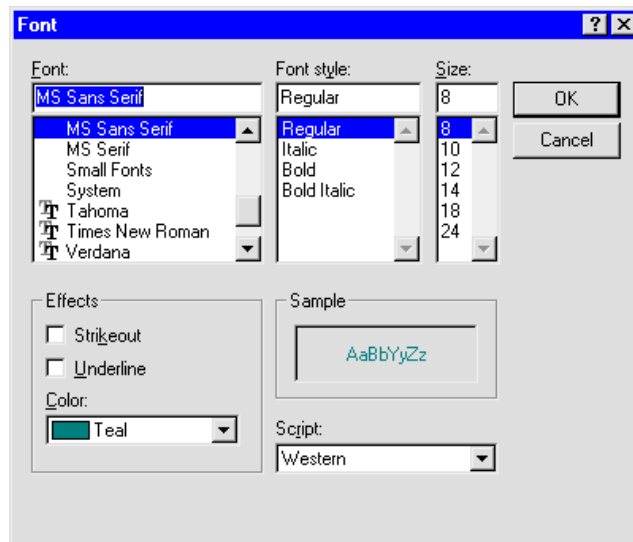 Font
Font:
MS Sans Serif
MS Sans Serif
MS Serif
Small Fonts
System
Tahoma
Times New Roman
Verdana
Font style:
Regular
Regular
Italic
Bold
Bold Italic
Size:
8
8
10
12
14
18
24
OK
Cancel
Effects
Strikeout
Underline
Color:
Teal
Sample
AaBbYyZz
Script:
Western